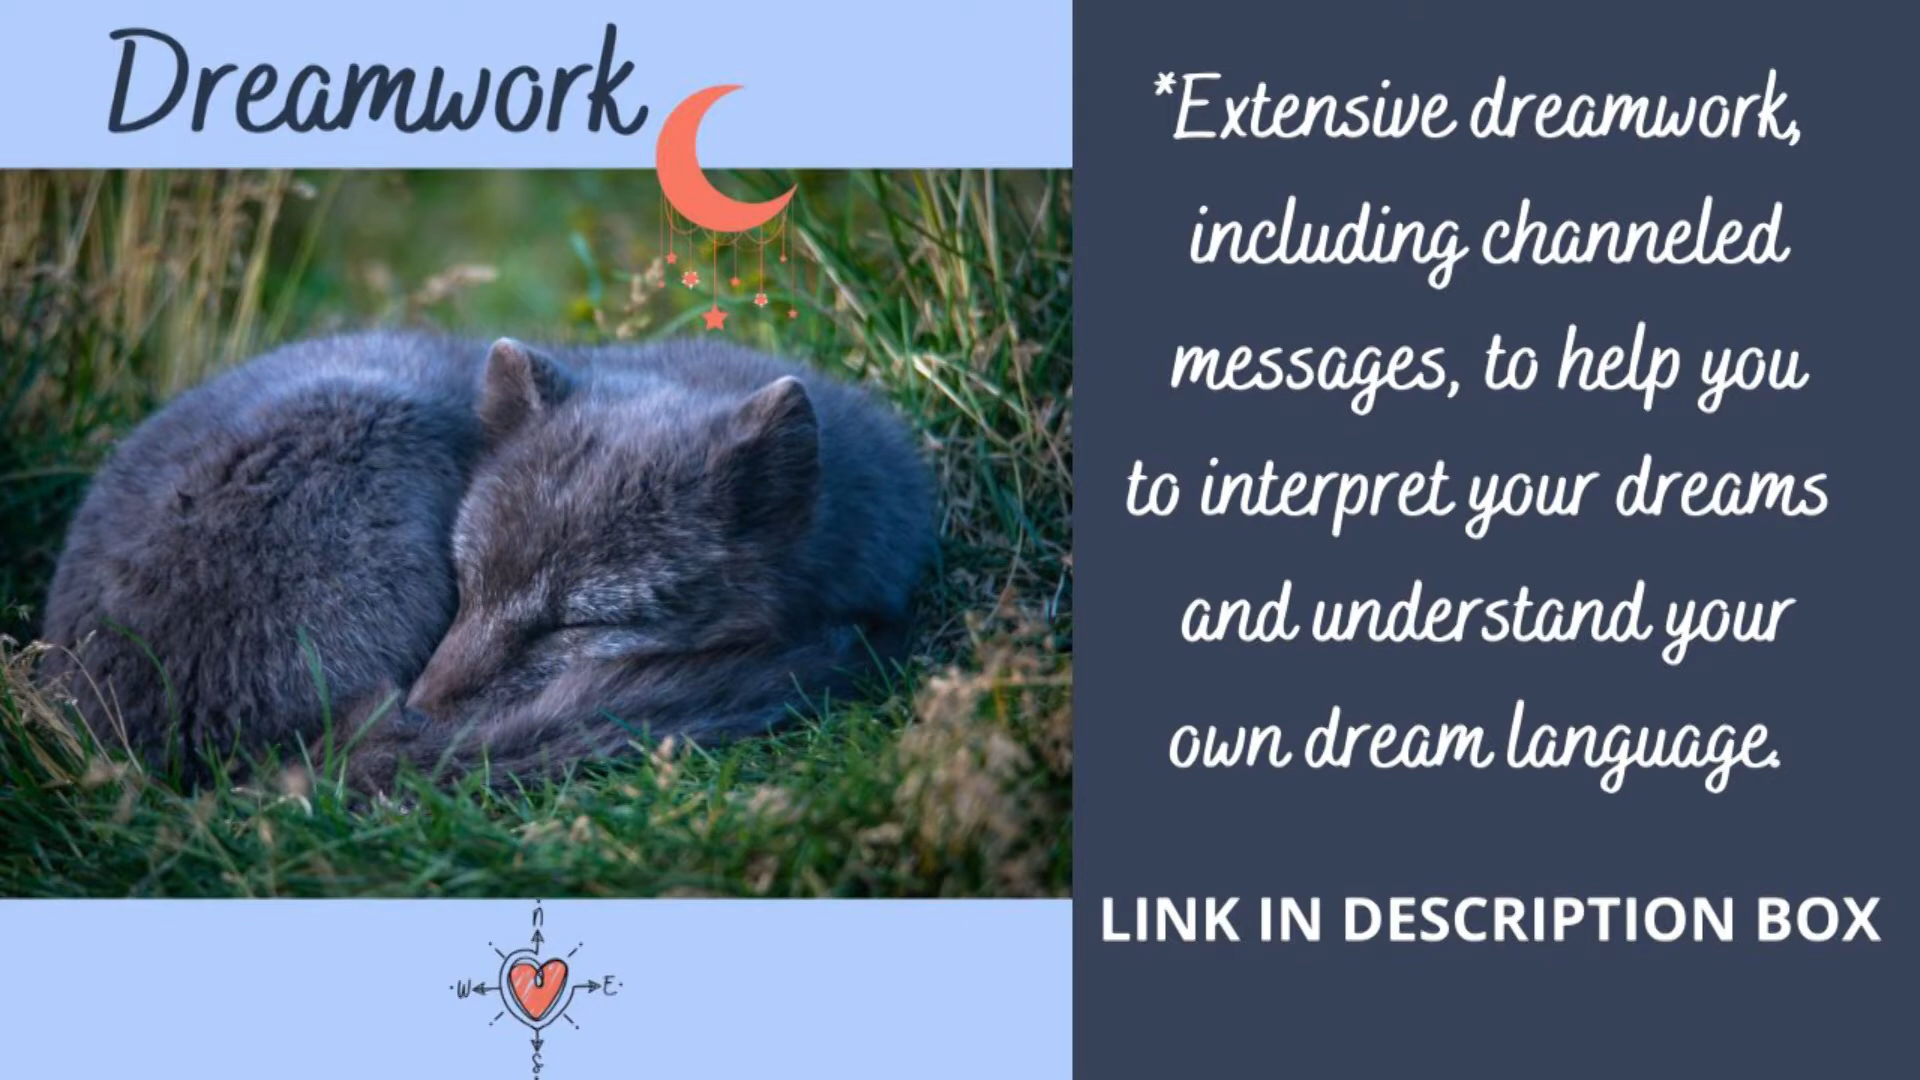 Dreamwork
*Extensive dreamwork,
including channeled
messages, to help you
to interpret your dreams
and understand your
own dream language.
LINK IN DESCRIPTION BOX
n
W E
S